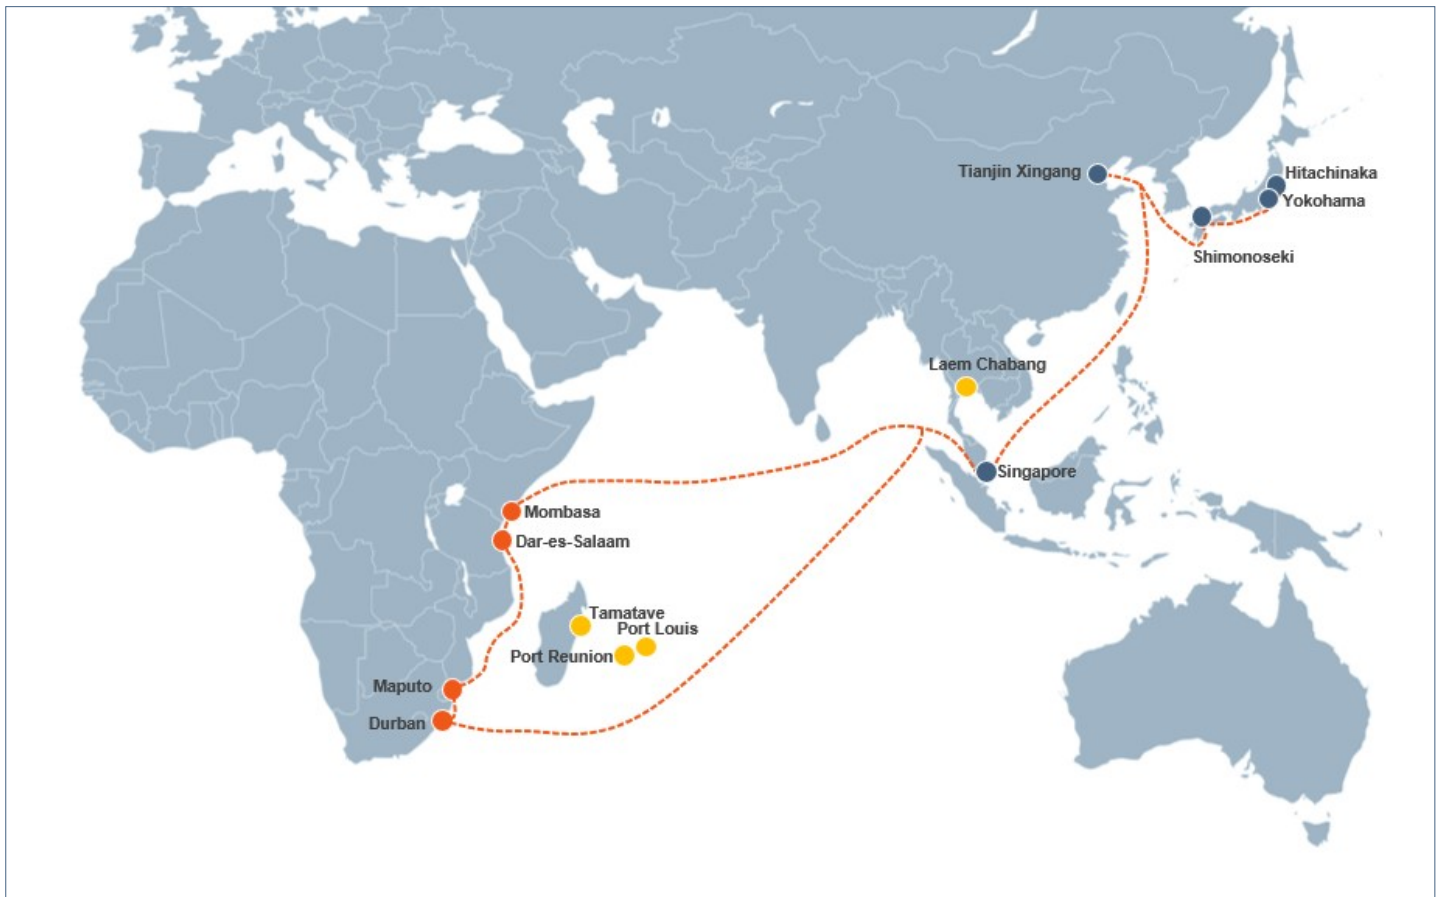 Tianjin Xingang
Hitachinaka
Yokohama
Shimonoseki
Laem Chabang
Singapore
Mombasa
Dar-es-Salaam
Tamatave
Port Louis
Port Reunion
Maputo
Durban